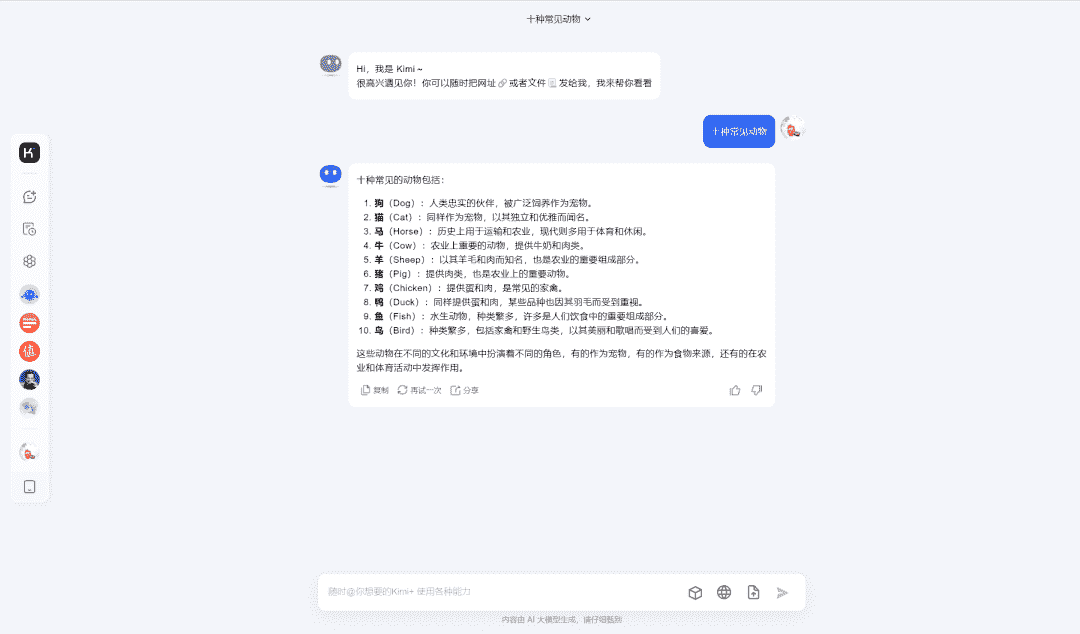 十种常见动物
Hi，我是 Kimi ~
很高兴遇见你！你可以随时把网址🔗或者文件📃发给我，我来帮你看看
十种常见动物
十种常见的动物包括：
1. 狗（Dog）：人类忠实的伙伴，被广泛饲养作为宠物。
2. 猫（Cat）：同样作为宠物，以其独立和优雅而闻名。
3. 马（Horse）：历史上用于运输和农业，现代则多用于体育和休闲。
4. 牛（Cow）：农业上重要的动物，提供牛奶和肉类。
5. 羊（Sheep）：以其羊毛和肉而知名，也是农业的重要组成部分。
6. 猪（Pig）：提供肉类，也是农业上的重要动物。
7. 鸡（Chicken）：提供蛋和肉，是常见的家禽。
8. 鸭（Duck）：同样提供蛋和肉，某些品种也因其羽毛而受到重视。
9. 鱼（Fish）：水生动物，种类繁多，许多是人们饮食中的重要组成部分。
10. 鸟（Bird）：种类繁多，包括家禽和野生鸟类，以其美丽和歌唱而受到人们的喜爱。
这些动物在不同的文化和环境中扮演着不同的角色，有的作为宠物，有的作为食物来源，还有的在农
业和体育活动中发挥作用。
复制 再试一次 分享
K
值
随时@你想要的Kimi+ 使用各种能力
内容由 AI 大模型生成，请仔细甄别